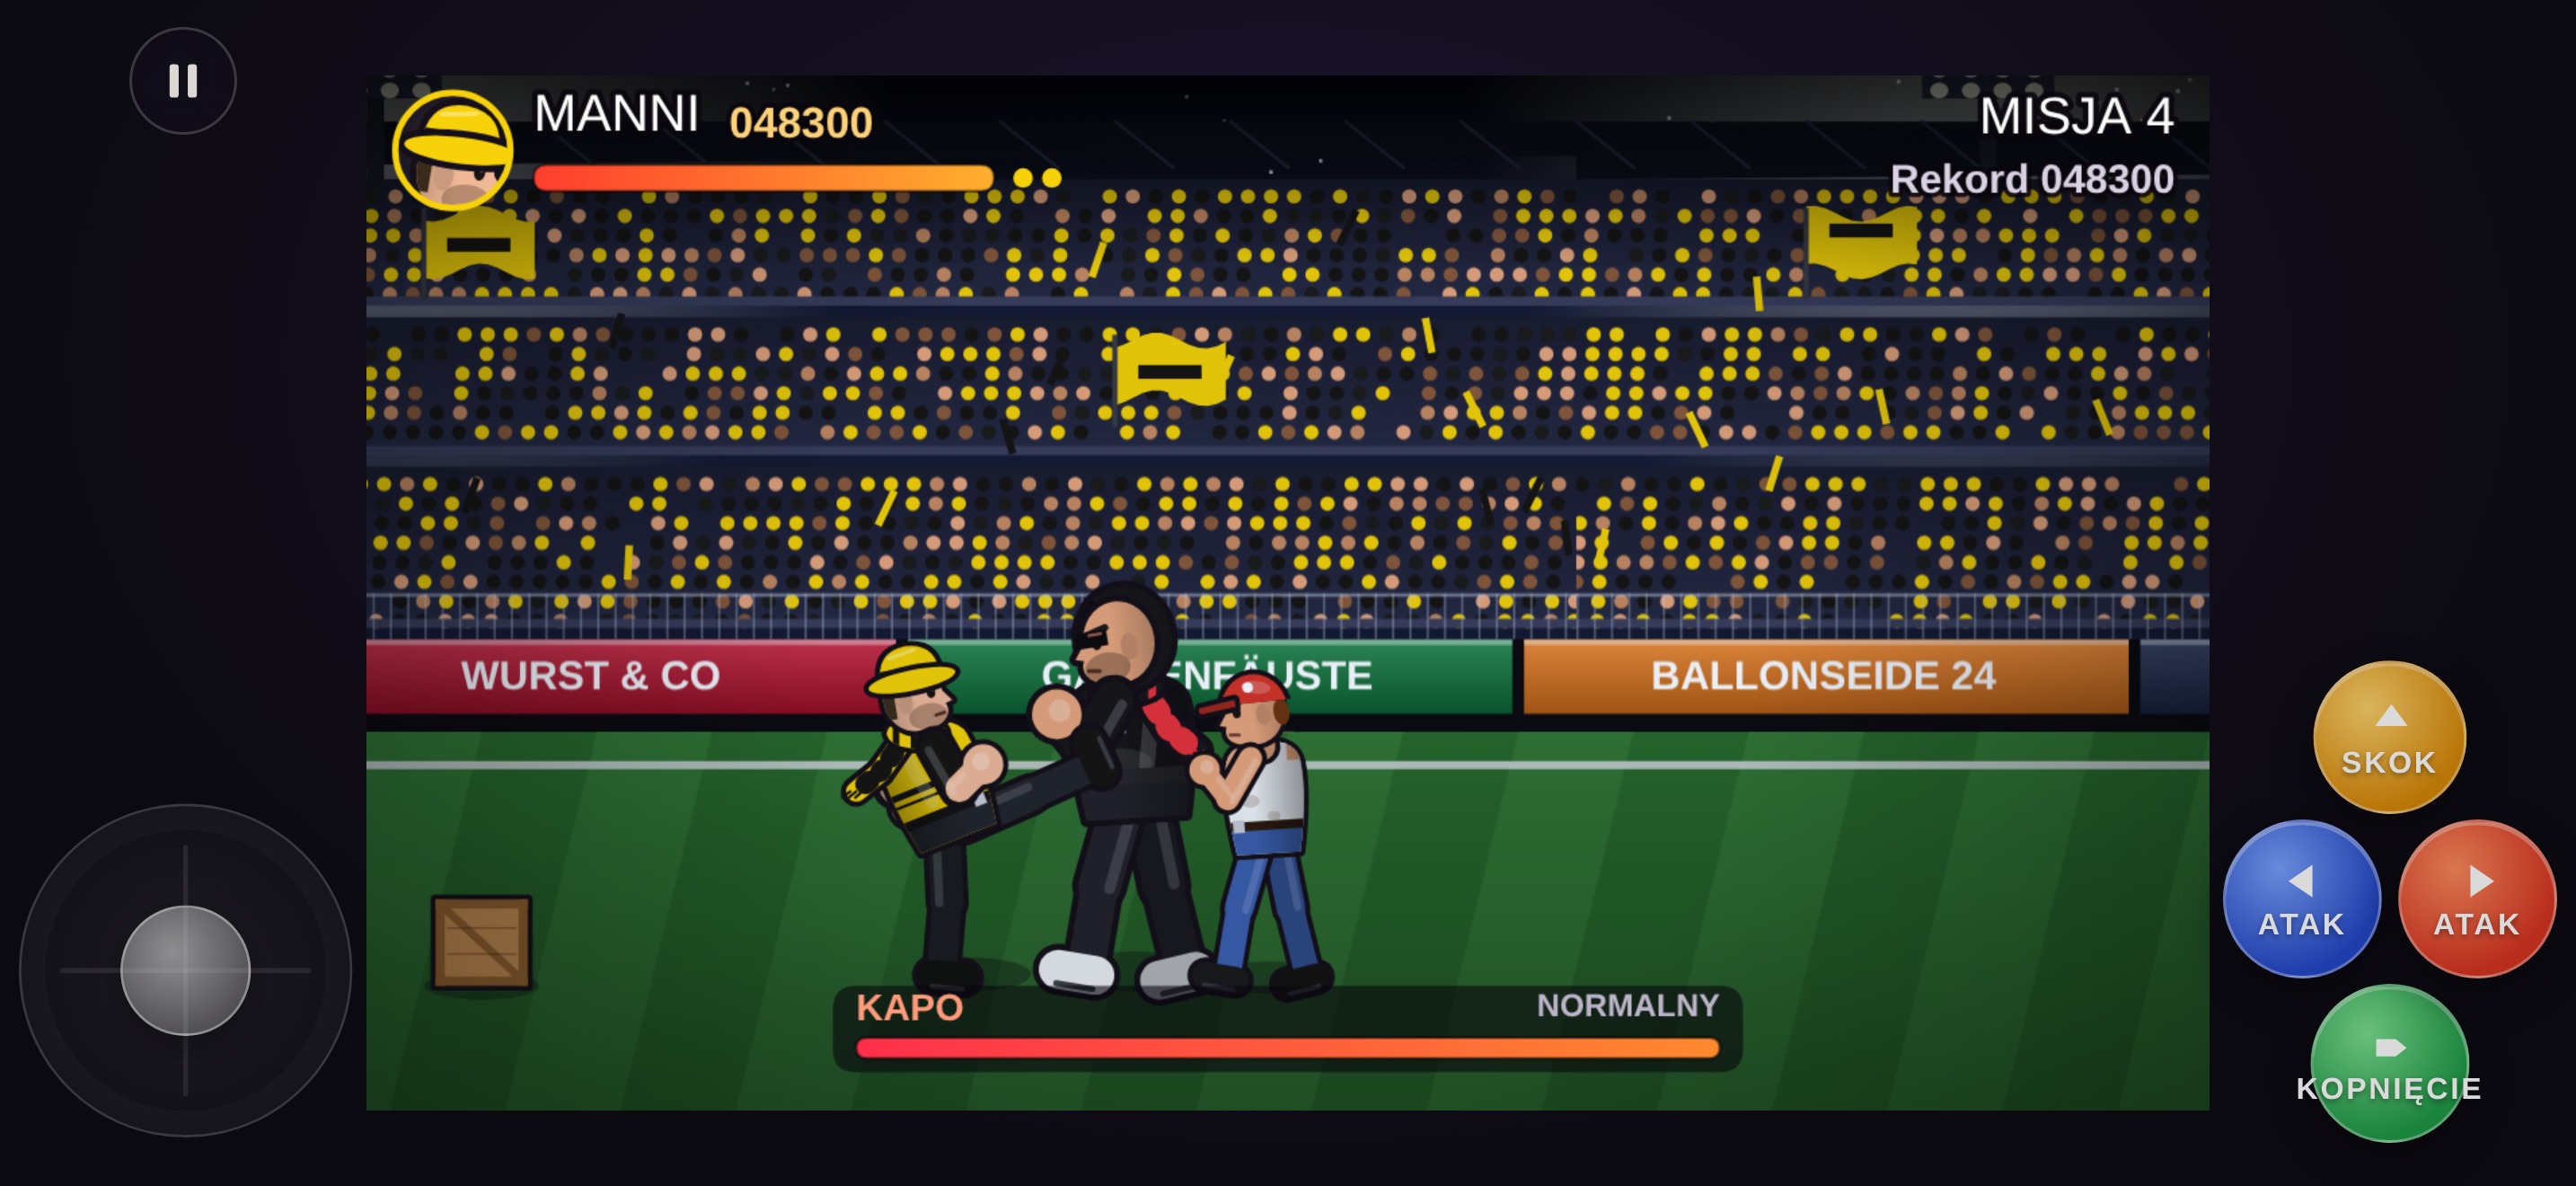 MANNI 048300
MISJA 4
Rekord 048300
WURST & CO
BALLONSEIDE 24
SKOK
ATAK
ATAK
KOPNIĘCIE
KAPO
NORMALNY